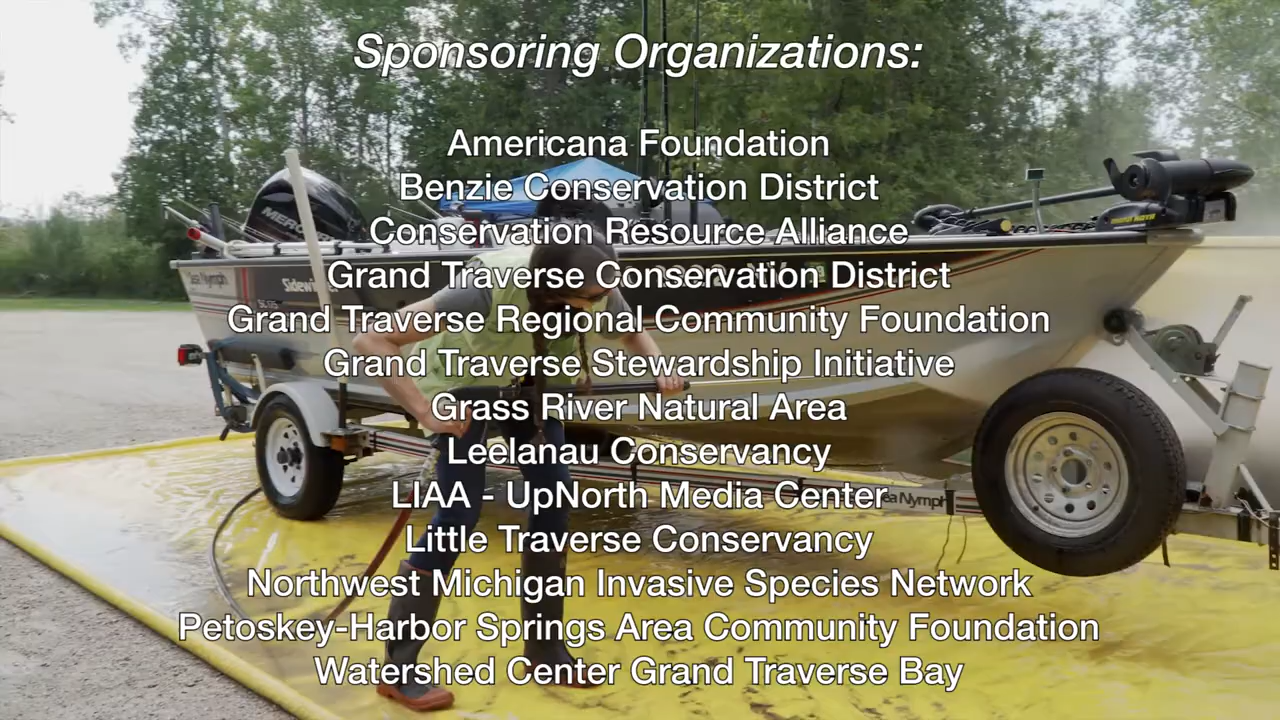 Sponsoring Organizations:
Americana Foundation
Benzie Conservation District
Conservation Resource Alliance
Grand Traverse Conservation District
Grand Traverse Regional Community Foundation
Grand Traverse Stewardship Initiative
Grass River Natural Area
Leelanau Conservancy
LIAA - UpNorth Media Center
Little Traverse Conservancy
Northwest Michigan Invasive Species Network
Petoskey-Harbor Springs Area Community Foundation
Watershed Center Grand Traverse Bay
Sea Nymph